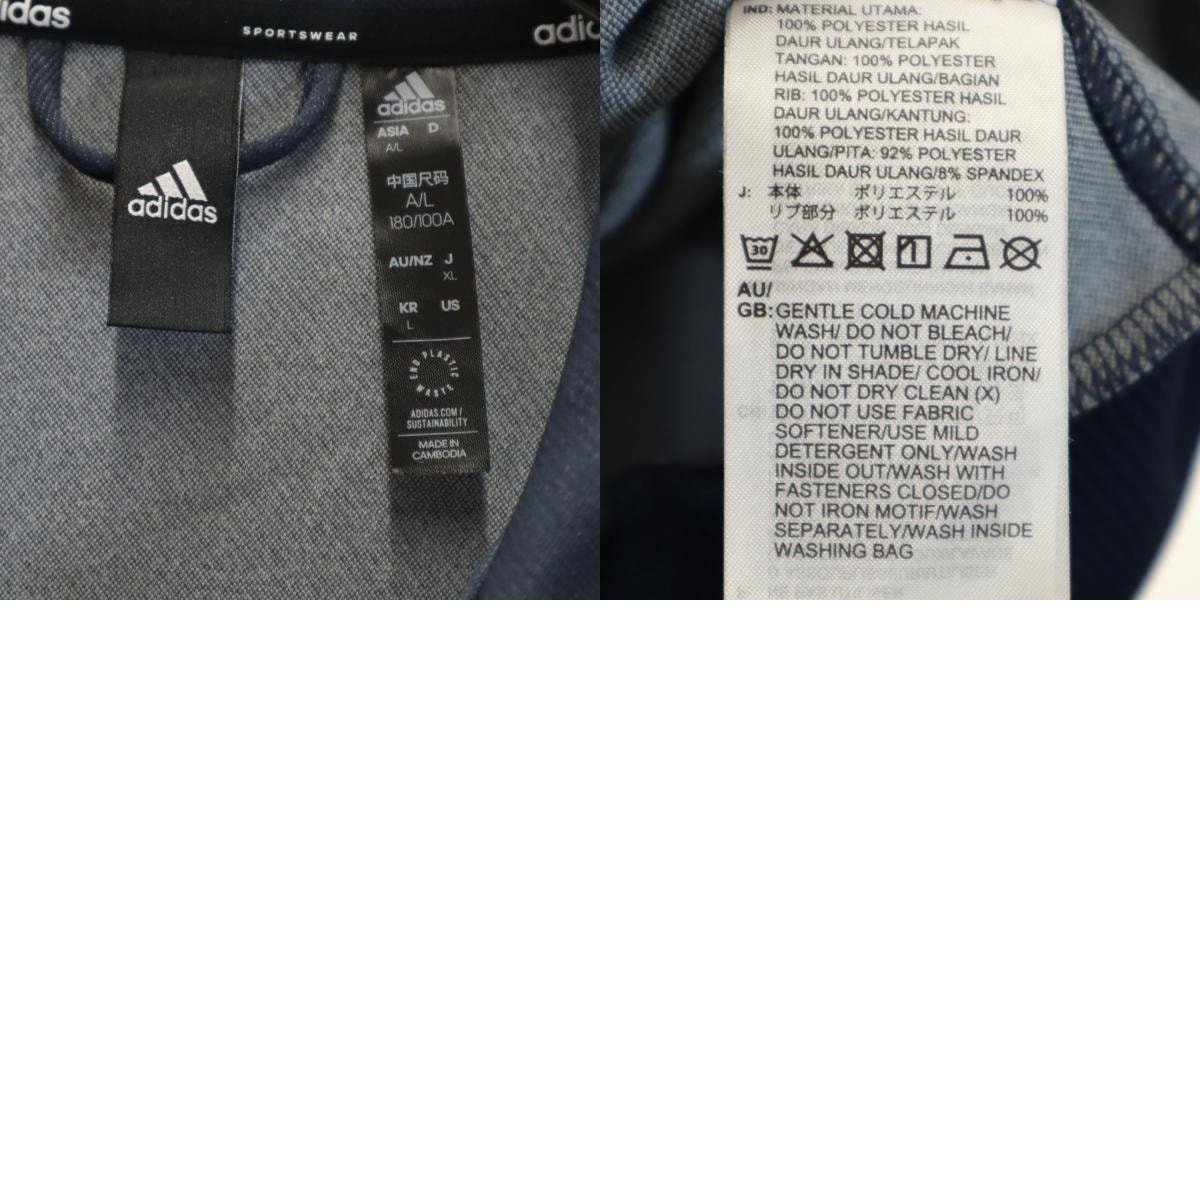 idas
SPORTSWEAR
adid
adidas
adidas
ASIA D
A/L
中国尺码
A/L
180/100A
AU/NZ J
XL
KR US
L
END PLASTIC WASTE
ADIDAS.COM/
SUSTAINABILITY
MADE IN
CAMBODIA
IND: MATERIAL UTAMA:
100% POLYESTER HASIL
DAUR ULANG/TELAPAK
TANGAN: 100% POLYESTER
HASIL DAUR ULANG/BAGIAN
RIB: 100% POLYESTER HASIL
DAUR ULANG/KANTUNG:
100% POLYESTER HASIL DAUR
ULANG/PITA: 92% POLYESTER
HASIL DAUR ULANG/8% SPANDEX
J: 本体 ポリエステル 100%
リブ部分 ポリエステル 100%
30
AU/
GB: GENTLE COLD MACHINE
WASH/ DO NOT BLEACH/
DO NOT TUMBLE DRY/ LINE
DRY IN SHADE/ COOL IRON/
DO NOT DRY CLEAN (X)
DO NOT USE FABRIC
SOFTENER/USE MILD
DETERGENT ONLY/WASH
INSIDE OUT/WASH WITH
FASTENERS CLOSED/DO
NOT IRON MOTIF/WASH
SEPARATELY/WASH INSIDE
WASHING BAG